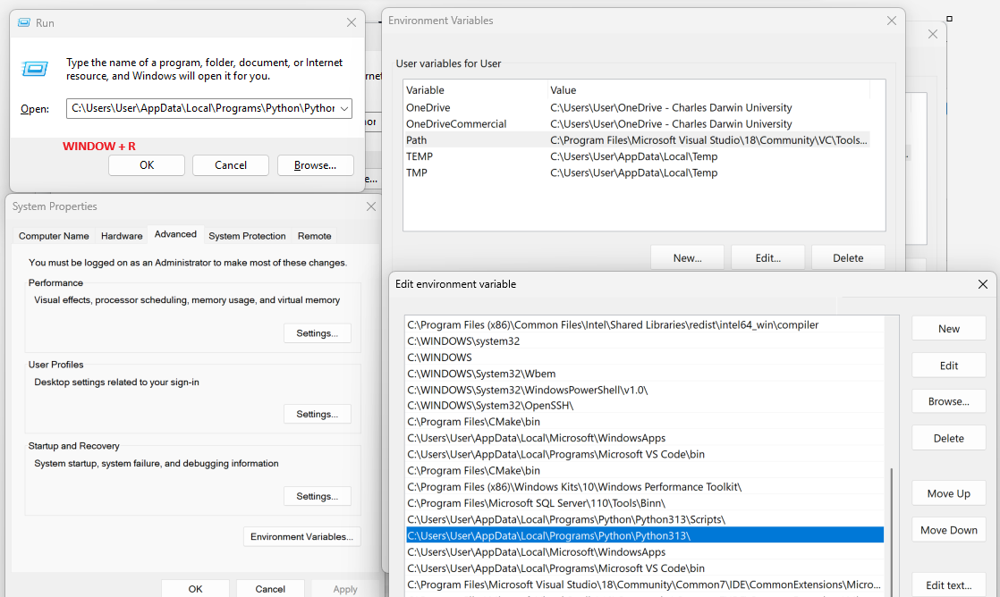 Run
Type the name of a program, folder, document, or Internet
resource, and Windows will open it for you.
Open:
C:\Users\User\AppData\Local\Programs\Python\Python
WINDOW + R
OK
Cancel
Browse...
System Properties
Computer Name
Hardware
Advanced
System Protection
Remote
You must be logged on as an Administrator to make most of these changes.
Performance
Visual effects, processor scheduling, memory usage, and virtual memory
Settings...
User Profiles
Desktop settings related to your sign-in
Settings...
Startup and Recovery
System startup, system failure, and debugging information
Settings...
Environment Variables...
OK
Cancel
Apply
Environment Variables
User variables for User
Variable Value
OneDrive C:\Users\User\OneDrive - Charles Darwin University
OneDriveCommercial C:\Users\User\OneDrive - Charles Darwin University
Path C:\Program Files\Microsoft Visual Studio\18\Community\VC\Tools...
TEMP C:\Users\User\AppData\Local\Temp
TMP C:\Users\User\AppData\Local\Temp
New...
Edit...
Delete
Edit environment variable
C:\Program Files (x86)\Common Files\Intel\Shared Libraries\redist\intel64_win\compiler
C:\WINDOWS\system32
C:\WINDOWS
C:\WINDOWS\System32\Wbem
C:\WINDOWS\System32\WindowsPowerShell\v1.0\
C:\WINDOWS\System32\OpenSSH\
C:\Program Files\CMake\bin
C:\Users\User\AppData\Local\Microsoft\WindowsApps
C:\Users\User\AppData\Local\Programs\Microsoft VS Code\bin
C:\Program Files\CMake\bin
C:\Program Files (x86)\Windows Kits\10\Windows Performance Toolkit\
C:\Program Files\Microsoft SQL Server\110\Tools\Binn\
C:\Users\User\AppData\Local\Programs\Python\Python313\Scripts\
C:\Users\User\AppData\Local\Programs\Python\Python313\
C:\Users\User\AppData\Local\Microsoft\WindowsApps
C:\Users\User\AppData\Local\Programs\Microsoft VS Code\bin
C:\Program Files\Microsoft Visual Studio\18\Community\Common7\IDE\CommonExtensions\Micro...
New
Edit
Browse...
Delete
Move Up
Move Down
Edit text...